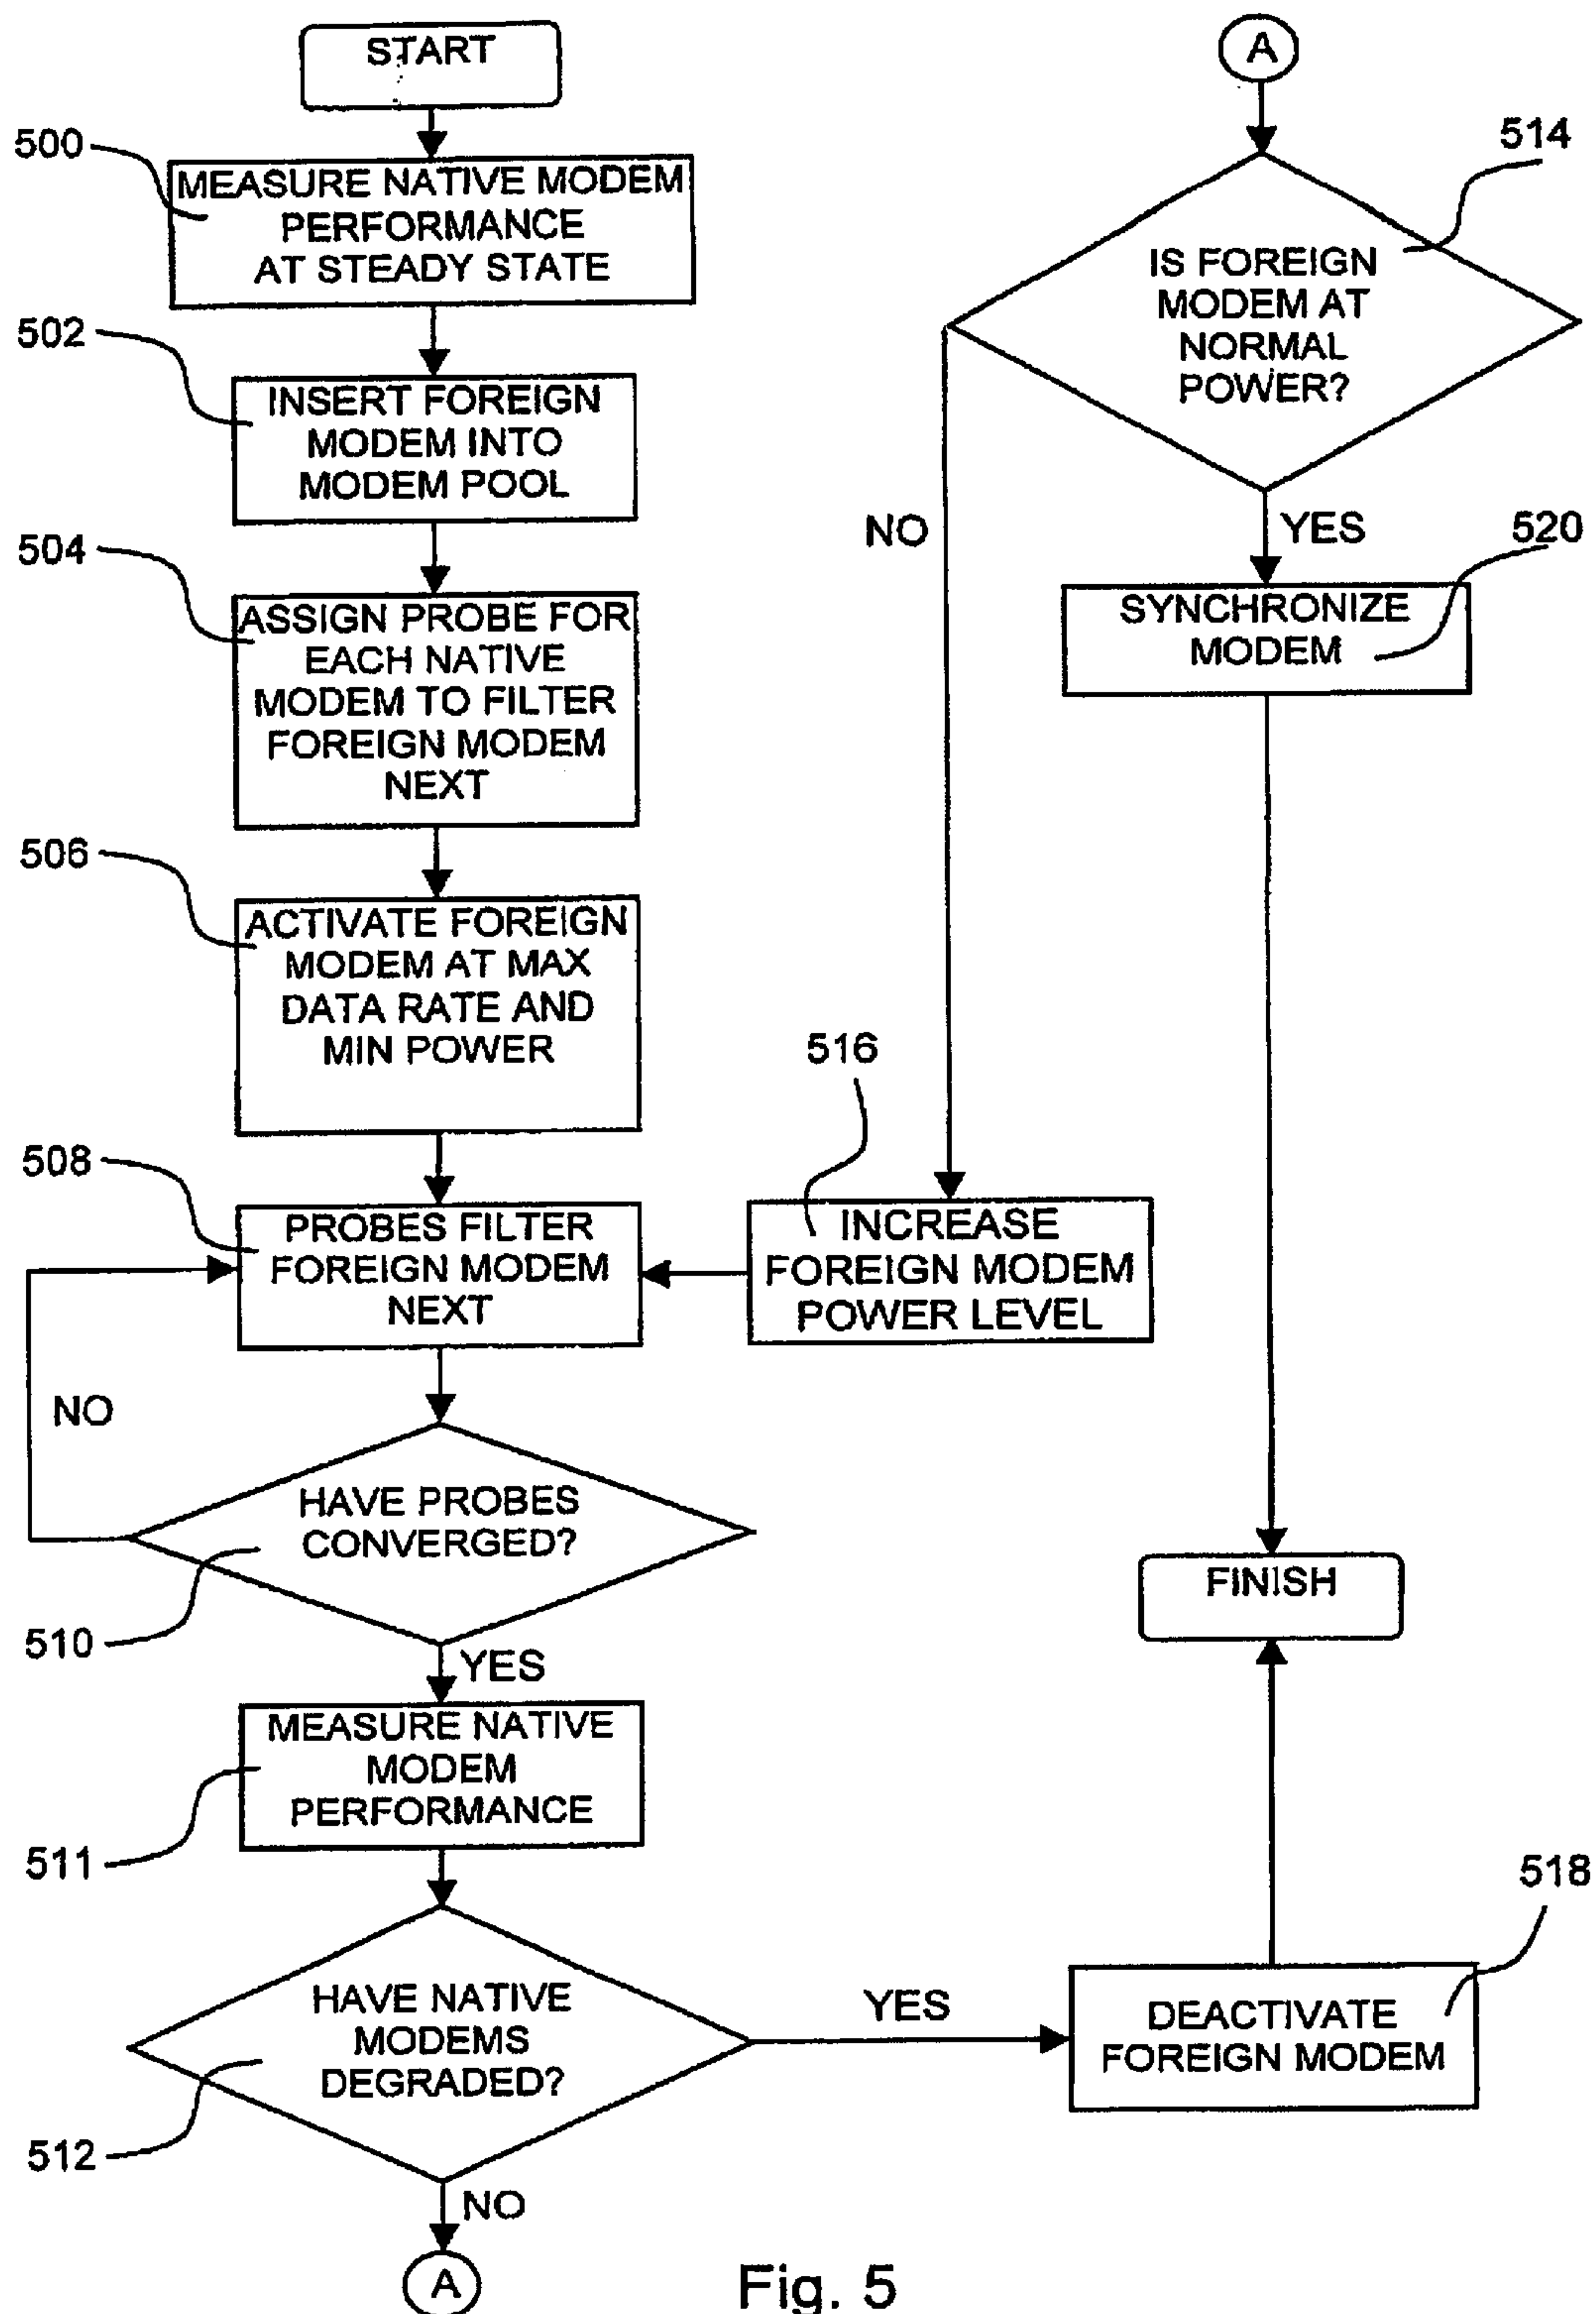 START
500
MEASURE NATIVE MODEM
PERFORMANCE
AT STEADY STATE
502
INSERT FOREIGN
MODEM INTO
MODEM POOL
504
ASSIGN PROBE FOR
EACH NATIVE
MODEM TO FILTER
FOREIGN MODEM
NEXT
506
ACTIVATE FOREIGN
MODEM AT MAX
DATA RATE AND
MIN POWER
508
PROBES FILTER
FOREIGN MODEM
NEXT
NO
HAVE PROBES
CONVERGED?
510
YES
MEASURE NATIVE
MODEM
PERFORMANCE
511
HAVE NATIVE
MODEMS
DEGRADED?
512
YES
NO
A
A
514
IS FOREIGN
MODEM AT
NORMAL
POWER?
NO
YES
520
SYNCHRONIZE
MODEM
516
INCREASE
FOREIGN MODEM
POWER LEVEL
FINISH
518
DEACTIVATE
FOREIGN MODEM
Fig. 5